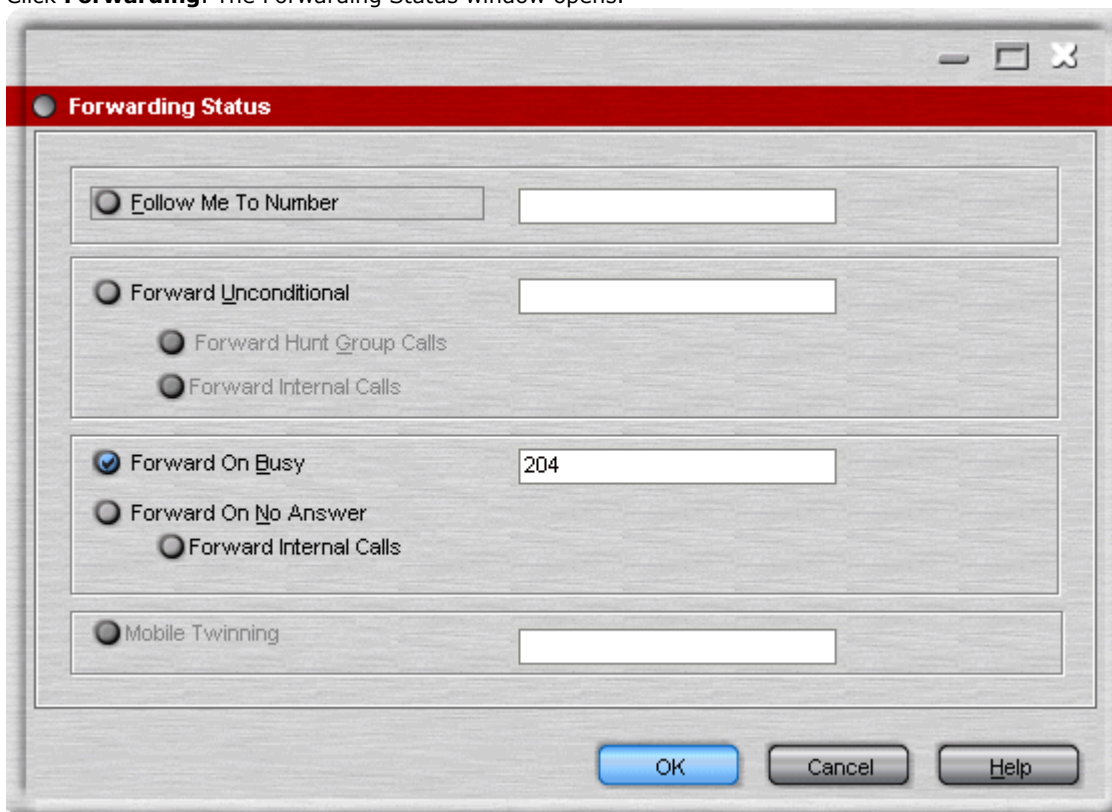 Click Forwarding. The Forwarding Status window opens.
Forwarding Status
Follow Me To Number
Forward Unconditional
Forward Hunt Group Calls
Forward Internal Calls
Forward On Busy 204
Forward On No Answer
Forward Internal Calls
Mobile Twinning
OK Cancel Help